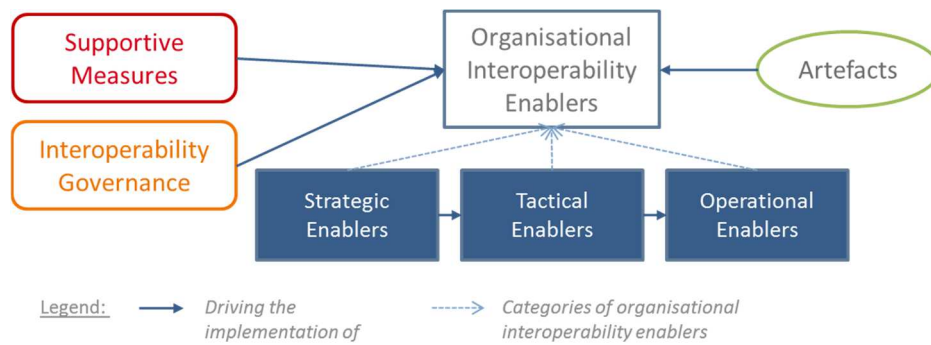 Supportive
Measures
Organisational
Interoperability
Enablers
Artefacts
Interoperability
Governance
Strategic
Enablers
Tactical
Enablers
Operational
Enablers
Legend:
Driving the
implementation of
Categories of organisational
interoperability enablers